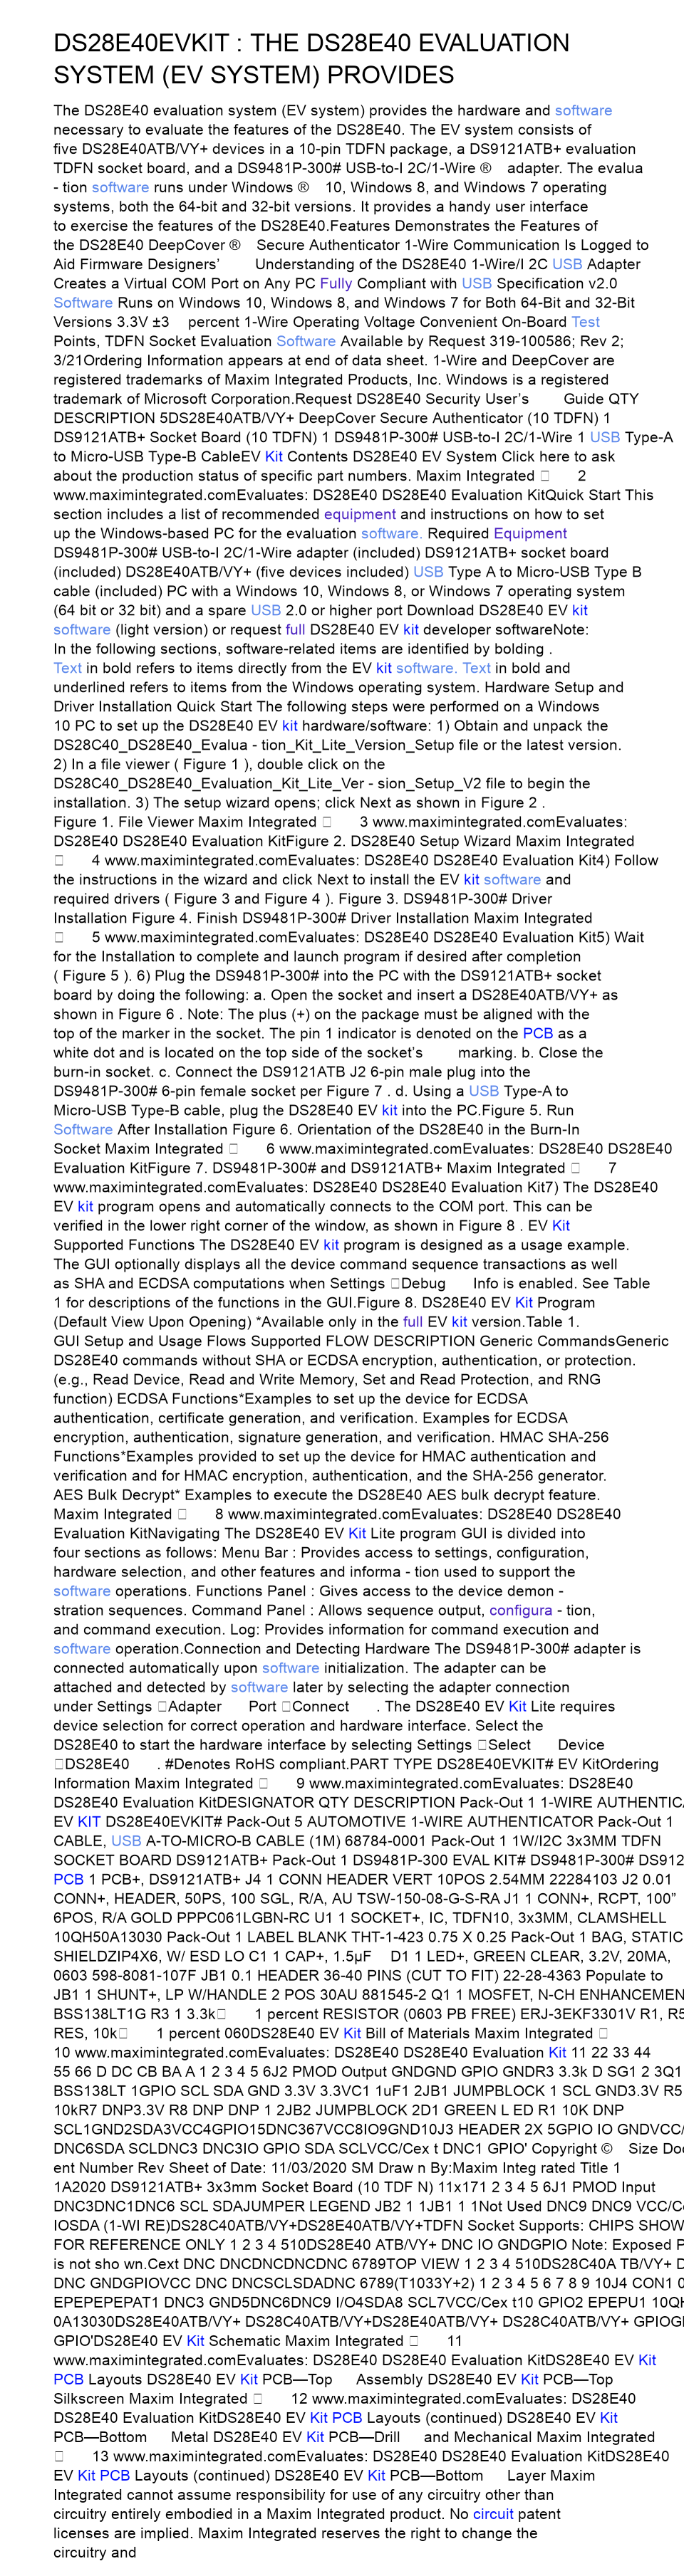 DS28E40EVKIT : THE DS28E40 EVALUATION
SYSTEM (EV SYSTEM) PROVIDES
The DS28E40 evaluation system (EV system) provides the hardware and software
necessary to evaluate the features of the DS28E40. The EV system consists of
five DS28E40ATB/VY+ devices in a 10-pin TDFN package, a DS9121ATB+ evaluation
TDFN socket board, and a DS9481P-300# USB-to-I 2C/1-Wire ® adapter. The evalua
- tion software runs under Windows ® 10, Windows 8, and Windows 7 operating
systems, both the 64-bit and 32-bit versions. It provides a handy user interface
to exercise the features of the DS28E40.Features Demonstrates the Features of
the DS28E40 DeepCover ® Secure Authenticator 1-Wire Communication Is Logged to
Aid Firmware Designers’ Understanding of the DS28E40 1-Wire/I 2C USB Adapter
Creates a Virtual COM Port on Any PC Fully Compliant with USB Specification v2.0
Software Runs on Windows 10, Windows 8, and Windows 7 for Both 64-Bit and 32-Bit
Versions 3.3V ±3 percent 1-Wire Operating Voltage Convenient On-Board Test
Points, TDFN Socket Evaluation Software Available by Request 319-100586; Rev 2;
3/21Ordering Information appears at end of data sheet. 1-Wire and DeepCover are
registered trademarks of Maxim Integrated Products, Inc. Windows is a registered
trademark of Microsoft Corporation.Request DS28E40 Security User’s Guide QTY
DESCRIPTION 5DS28E40ATB/VY+ DeepCover Secure Authenticator (10 TDFN) 1
DS9121ATB+ Socket Board (10 TDFN) 1 DS9481P-300# USB-to-I 2C/1-Wire 1 USB Type-A
to Micro-USB Type-B CableEV Kit Contents DS28E40 EV System Click here to ask
about the production status of specific part numbers. Maxim Integrated 2
www.maximintegrated.comEvaluates: DS28E40 DS28E40 Evaluation KitQuick Start This
section includes a list of recommended equipment and instructions on how to set
up the Windows-based PC for the evaluation software. Required Equipment
DS9481P-300# USB-to-I 2C/1-Wire adapter (included) DS9121ATB+ socket board
(included) DS28E40ATB/VY+ (five devices included) USB Type A to Micro-USB Type B
cable (included) PC with a Windows 10, Windows 8, or Windows 7 operating system
(64 bit or 32 bit) and a spare USB 2.0 or higher port Download DS28E40 EV kit
software (light version) or request full DS28E40 EV kit developer softwareNote:
In the following sections, software-related items are identified by bolding .
Text in bold refers to items directly from the EV kit software. Text in bold and
underlined refers to items from the Windows operating system. Hardware Setup and
Driver Installation Quick Start The following steps were performed on a Windows
10 PC to set up the DS28E40 EV kit hardware/software: 1) Obtain and unpack the
DS28C40_DS28E40_Evalua - tion_Kit_Lite_Version_Setup file or the latest version.
2) In a file viewer ( Figure 1 ), double click on the
DS28C40_DS28E40_Evaluation_Kit_Lite_Ver - sion_Setup_V2 file to begin the
installation. 3) The setup wizard opens; click Next as shown in Figure 2 .
Figure 1. File Viewer Maxim Integrated 3 www.maximintegrated.comEvaluates:
DS28E40 DS28E40 Evaluation KitFigure 2. DS28E40 Setup Wizard Maxim Integrated
4 www.maximintegrated.comEvaluates: DS28E40 DS28E40 Evaluation Kit4) Follow
the instructions in the wizard and click Next to install the EV kit software and
required drivers ( Figure 3 and Figure 4 ). Figure 3. DS9481P-300# Driver
Installation Figure 4. Finish DS9481P-300# Driver Installation Maxim Integrated
5 www.maximintegrated.comEvaluates: DS28E40 DS28E40 Evaluation Kit5) Wait
for the Installation to complete and launch program if desired after completion
( Figure 5 ). 6) Plug the DS9481P-300# into the PC with the DS9121ATB+ socket
board by doing the following: a. Open the socket and insert a DS28E40ATB/VY+ as
shown in Figure 6 . Note: The plus (+) on the package must be aligned with the
top of the marker in the socket. The pin 1 indicator is denoted on the PCB as a
white dot and is located on the top side of the socket’s marking. b. Close the
burn-in socket. c. Connect the DS9121ATB J2 6-pin male plug into the
DS9481P-300# 6-pin female socket per Figure 7 . d. Using a USB Type-A to
Micro-USB Type-B cable, plug the DS28E40 EV kit into the PC.Figure 5. Run
Software After Installation Figure 6. Orientation of the DS28E40 in the Burn-In
Socket Maxim Integrated 6 www.maximintegrated.comEvaluates: DS28E40 DS28E40
Evaluation KitFigure 7. DS9481P-300# and DS9121ATB+ Maxim Integrated 7
www.maximintegrated.comEvaluates: DS28E40 DS28E40 Evaluation Kit7) The DS28E40
EV kit program opens and automatically connects to the COM port. This can be
verified in the lower right corner of the window, as shown in Figure 8 . EV Kit
Supported Functions The DS28E40 EV kit program is designed as a usage example.
The GUI optionally displays all the device command sequence transactions as well
as SHA and ECDSA computations when Settings Debug Info is enabled. See Table
1 for descriptions of the functions in the GUI.Figure 8. DS28E40 EV Kit Program
(Default View Upon Opening) *Available only in the full EV kit version.Table 1.
GUI Setup and Usage Flows Supported FLOW DESCRIPTION Generic CommandsGeneric
DS28E40 commands without SHA or ECDSA encryption, authentication, or protection.
(e.g., Read Device, Read and Write Memory, Set and Read Protection, and RNG
function) ECDSA Functions*Examples to set up the device for ECDSA
authentication, certificate generation, and verification. Examples for ECDSA
encryption, authentication, signature generation, and verification. HMAC SHA-256
Functions*Examples provided to set up the device for HMAC authentication and
verification and for HMAC encryption, authentication, and the SHA-256 generator.
AES Bulk Decrypt* Examples to execute the DS28E40 AES bulk decrypt feature.
Maxim Integrated 8 www.maximintegrated.comEvaluates: DS28E40 DS28E40
Evaluation KitNavigating The DS28E40 EV Kit Lite program GUI is divided into
four sections as follows: Menu Bar : Provides access to settings, configuration,
hardware selection, and other features and informa - tion used to support the
software operations. Functions Panel : Gives access to the device demon -
stration sequences. Command Panel : Allows sequence output, configura - tion,
and command execution. Log: Provides information for command execution and
software operation.Connection and Detecting Hardware The DS9481P-300# adapter is
connected automatically upon software initialization. The adapter can be
attached and detected by software later by selecting the adapter connection
under Settings Adapter Port Connect . The DS28E40 EV Kit Lite requires
device selection for correct operation and hardware interface. Select the
DS28E40 to start the hardware interface by selecting Settings Select Device
DS28E40 . #Denotes RoHS compliant.PART TYPE DS28E40EVKIT# EV KitOrdering
Information Maxim Integrated 9 www.maximintegrated.comEvaluates: DS28E40
DS28E40 Evaluation KitDESIGNATOR QTY DESCRIPTION Pack-Out 1 1-WIRE AUTHENTICA
EV KIT DS28E40EVKIT# Pack-Out 5 AUTOMOTIVE 1-WIRE AUTHENTICATOR Pack-Out 1
CABLE, USB A-TO-MICRO-B CABLE (1M) 68784-0001 Pack-Out 1 1W/I2C 3x3MM TDFN
SOCKET BOARD DS9121ATB+ Pack-Out 1 DS9481P-300 EVAL KIT# DS9481P-300# DS912
PCB 1 PCB+, DS9121ATB+ J4 1 CONN HEADER VERT 10POS 2.54MM 22284103 J2 0.01
CONN+, HEADER, 50PS, 100 SGL, R/A, AU TSW-150-08-G-S-RA J1 1 CONN+, RCPT, 100”
6POS, R/A GOLD PPPC061LGBN-RC U1 1 SOCKET+, IC, TDFN10, 3x3MM, CLAMSHELL
10QH50A13030 Pack-Out 1 LABEL BLANK THT-1-423 0.75 X 0.25 Pack-Out 1 BAG, STATIC
SHIELDZIP4X6, W/ ESD LO C1 1 CAP+, 1.5µF D1 1 LED+, GREEN CLEAR, 3.2V, 20MA,
0603 598-8081-107F JB1 0.1 HEADER 36-40 PINS (CUT TO FIT) 22-28-4363 Populate to
JB1 1 SHUNT+, LP W/HANDLE 2 POS 30AU 881545-2 Q1 1 MOSFET, N-CH ENHANCEMEN
BSS138LT1G R3 1 3.3k 1 percent RESISTOR (0603 PB FREE) ERJ-3EKF3301V R1, R5
RES, 10k 1 percent 060DS28E40 EV Kit Bill of Materials Maxim Integrated
10 www.maximintegrated.comEvaluates: DS28E40 DS28E40 Evaluation Kit 11 22 33 44
55 66 D DC CB BA A 1 2 3 4 5 6J2 PMOD Output GNDGND GPIO GNDR3 3.3k D SG1 2 3Q1
BSS138LT 1GPIO SCL SDA GND 3.3V 3.3VC1 1uF1 2JB1 JUMPBLOCK 1 SCL GND3.3V R5
10kR7 DNP3.3V R8 DNP DNP 1 2JB2 JUMPBLOCK 2D1 GREEN L ED R1 10K DNP
SCL1GND2SDA3VCC4GPIO15DNC367VCC8IO9GND10J3 HEADER 2X 5GPIO IO GNDVCC/
DNC6SDA SCLDNC3 DNC3IO GPIO SDA SCLVCC/Cex t DNC1 GPIO' Copyright © Size Doc
ent Number Rev Sheet of Date: 11/03/2020 SM Draw n By:Maxim Integ rated Title 1
1A2020 DS9121ATB+ 3x3mm Socket Board (10 TDF N) 11x171 2 3 4 5 6J1 PMOD Input
DNC3DNC1DNC6 SCL SDAJUMPER LEGEND JB2 1 1JB1 1 1Not Used DNC9 DNC9 VCC/Ce
IOSDA (1-WI RE)DS28C40ATB/VY+DS28E40ATB/VY+TDFN Socket Supports: CHIPS SHOW
FOR REFERENCE ONLY 1 2 3 4 510DS28E40 ATB/VY+ DNC IO GNDGPIO Note: Exposed P
is not sho wn.Cext DNC DNCDNCDNCDNC 6789TOP VIEW 1 2 3 4 510DS28C40A TB/VY+ D
DNC GNDGPIOVCC DNC DNCSCLSDADNC 6789(T1033Y+2) 1 2 3 4 5 6 7 8 9 10J4 CON1 0
EPEPEPEPAT1 DNC3 GND5DNC6DNC9 I/O4SDA8 SCL7VCC/Cex t10 GPIO2 EPEPU1 10QH
0A13030DS28E40ATB/VY+ DS28C40ATB/VY+DS28E40ATB/VY+ DS28C40ATB/VY+ GPIOGN
GPIO'DS28E40 EV Kit Schematic Maxim Integrated 11
www.maximintegrated.comEvaluates: DS28E40 DS28E40 Evaluation KitDS28E40 EV Kit
PCB Layouts DS28E40 EV Kit PCB—Top Assembly DS28E40 EV Kit PCB—Top
Silkscreen Maxim Integrated 12 www.maximintegrated.comEvaluates: DS28E40
DS28E40 Evaluation KitDS28E40 EV Kit PCB Layouts (continued) DS28E40 EV Kit
PCB—Bottom Metal DS28E40 EV Kit PCB—Drill and Mechanical Maxim Integrated
13 www.maximintegrated.comEvaluates: DS28E40 DS28E40 Evaluation KitDS28E40
EV Kit PCB Layouts (continued) DS28E40 EV Kit PCB—Bottom Layer Maxim
Integrated cannot assume responsibility for use of any circuitry other than
circuitry entirely embodied in a Maxim Integrated product. No circuit patent
licenses are implied. Maxim Integrated reserves the right to change the
circuitry and